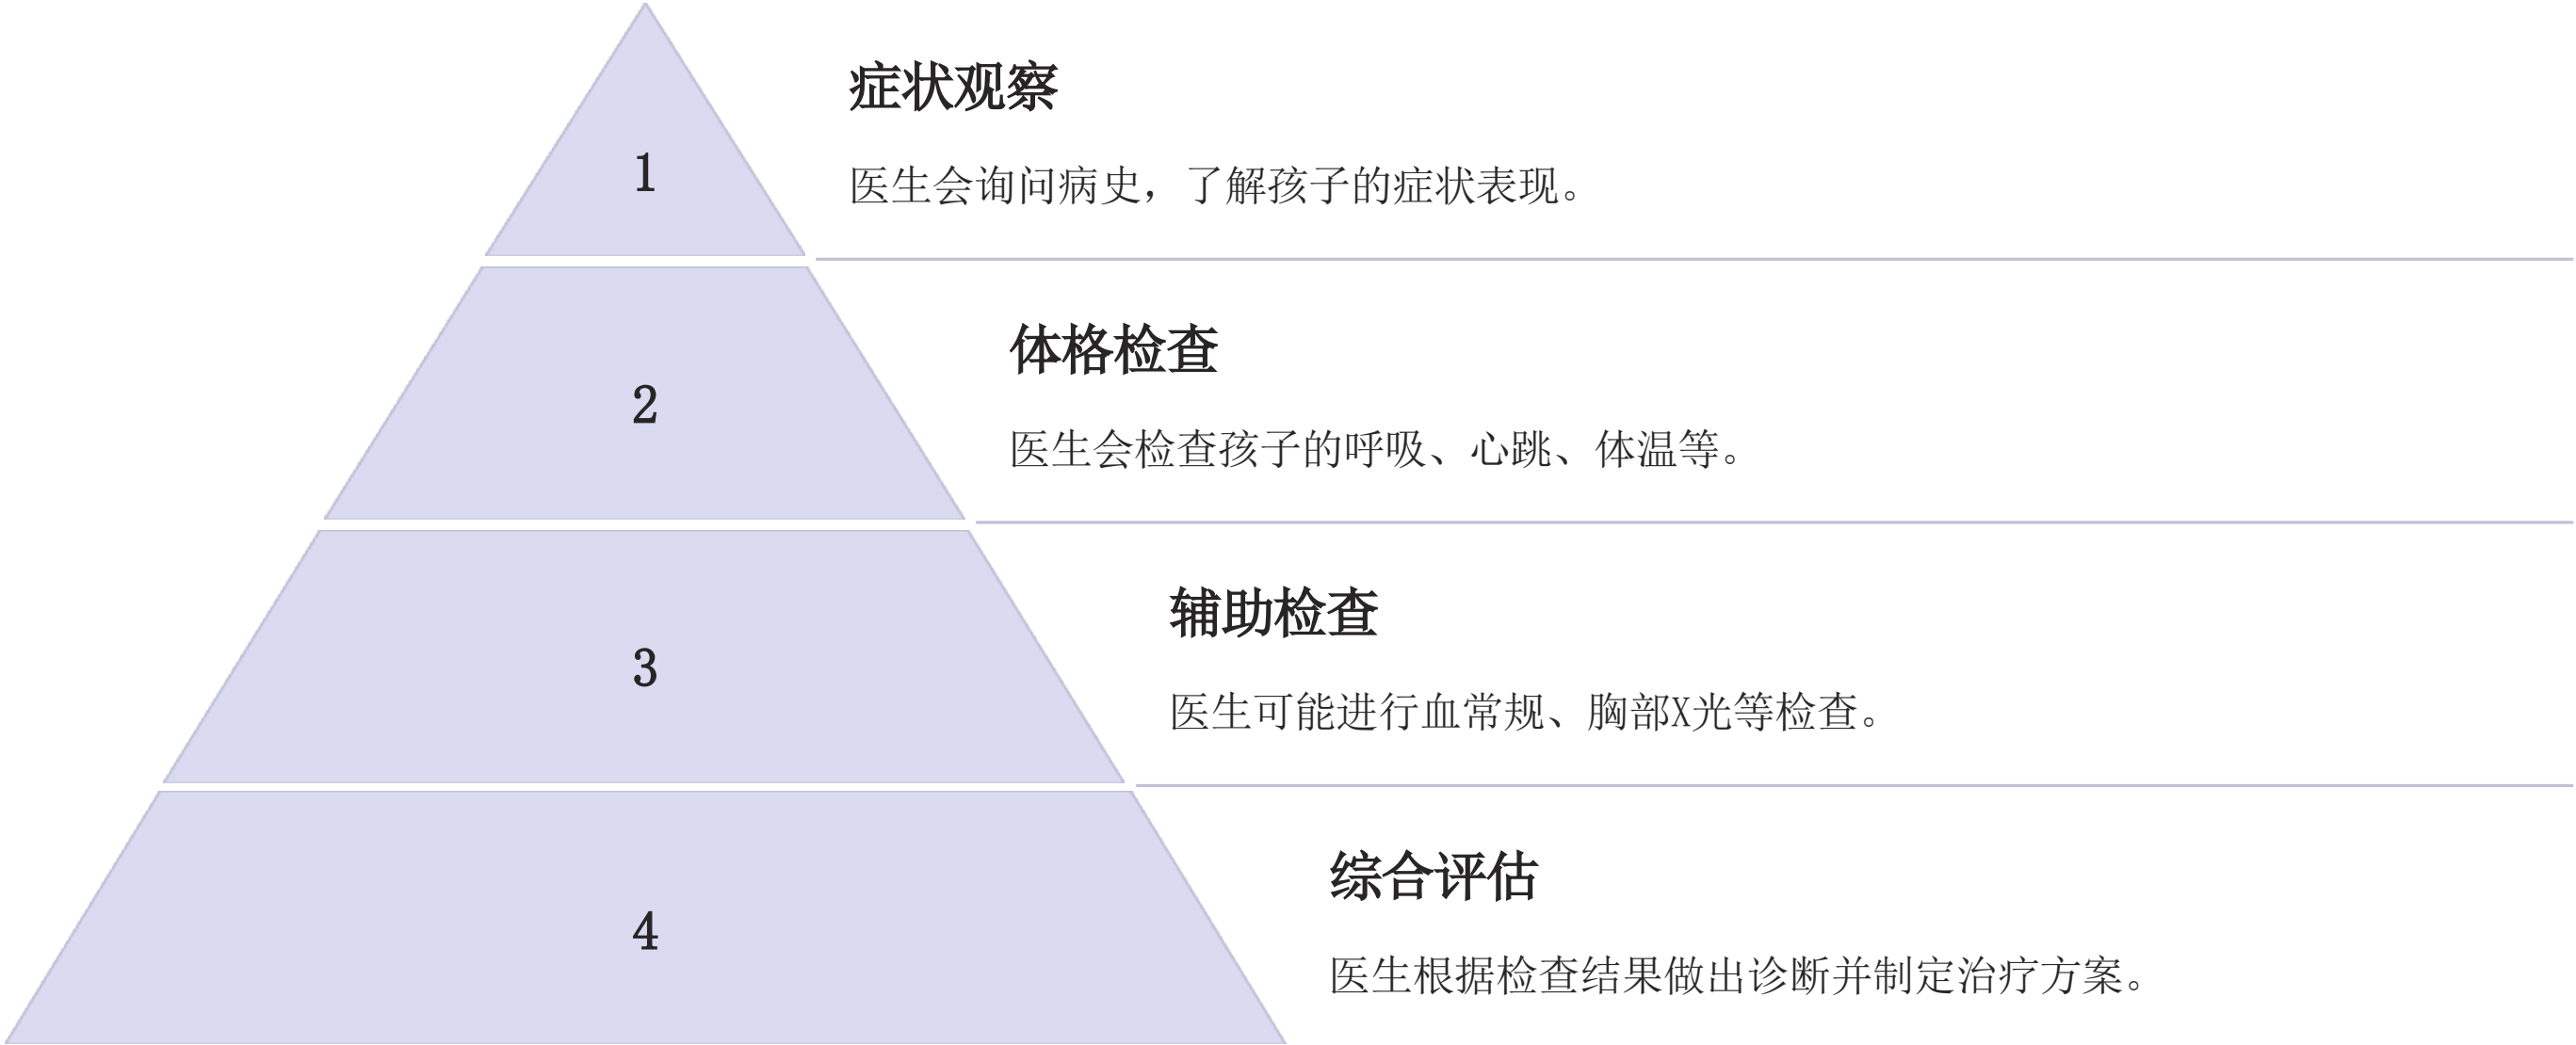 1
症状观察
医生会询问病史，了解孩子的症状表现。
2
体格检查
医生会检查孩子的呼吸、心跳、体温等。
3
辅助检查
医生可能进行血常规、胸部X光等检查。
4
综合评估
医生根据检查结果做出诊断并制定治疗方案。